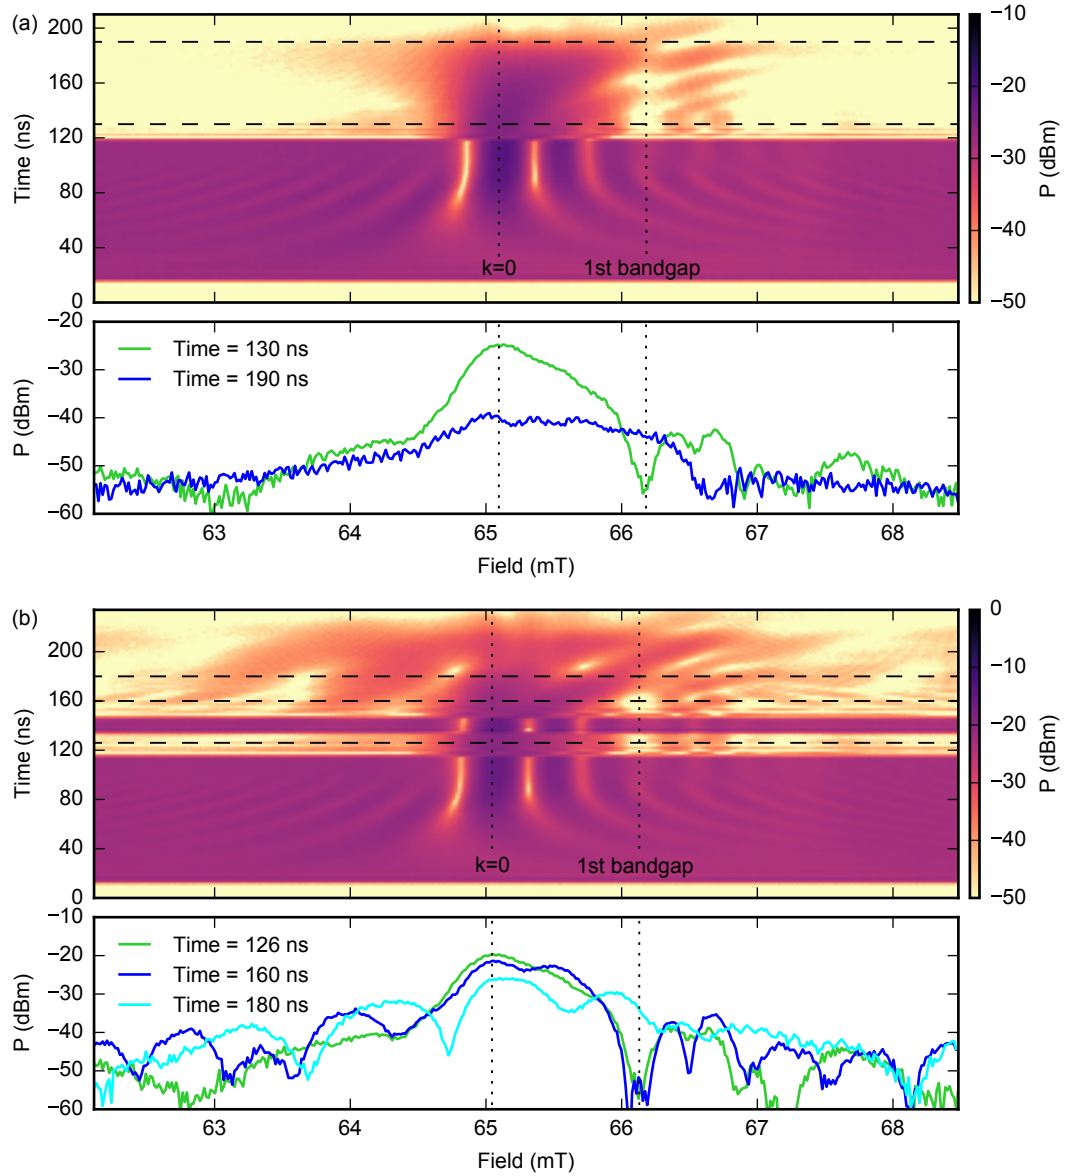 (a)
200
160
120
80
40
0
Time (ns)
k=0
1st bandgap
−10
−20
−30
−40
−50
P (dBm)
−20
−30
−40
−50
−60
P (dBm)
Time = 130 ns
Time = 190 ns
63 64 65 66 67 68
Field (mT)
(b)
200
160
120
80
40
0
Time (ns)
k=0
1st bandgap
0
−10
−20
−30
−40
−50
P (dBm)
−10
−20
−30
−40
−50
−60
P (dBm)
Time = 126 ns
Time = 160 ns
Time = 180 ns
63 64 65 66 67 68
Field (mT)